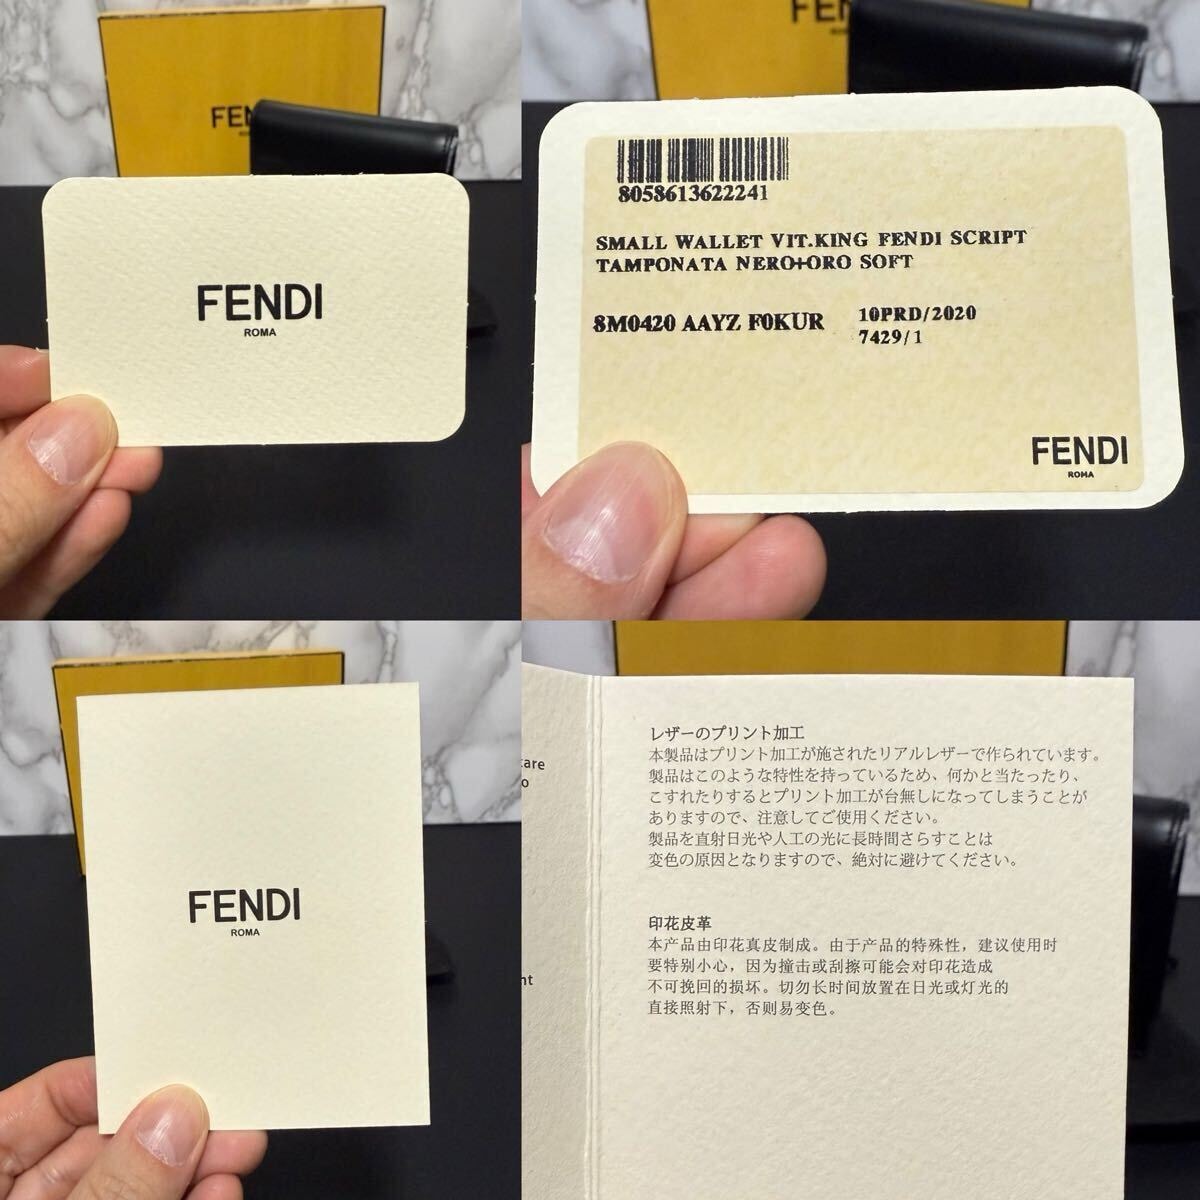 FEN
FENDI
ROMA
FEN
8058613622241
SMALL WALLET VIT.KING FENDI SCRIPT
TAMPONATA NERO+ORO SOFT
8M0420 AAYZ F0KUR
10PRD/2020
7429/1
FENDI
ROMA
FENDI
ROMA
care
レザーのプリント加工
本製品はプリント加工が施されたリアルレザーで作られています。
製品はこのような特性を持っているため、何かと当たったり、
こすれたりするとプリント加工が台無しになってしまうことが
ありますので、注意してご使用ください。
製品を直射日光や人工の光に長時間さらすことは
変色の原因となりますので、絶対に避けてください。
印花皮革
本产品由印花真皮制成。由于产品的特殊性，建议使用时
要特别小心，因为撞击或刮擦可能会对印花造成
不可挽回的损坏。切勿长时间放置在日光或灯光的
直接照射下，否则易变色。